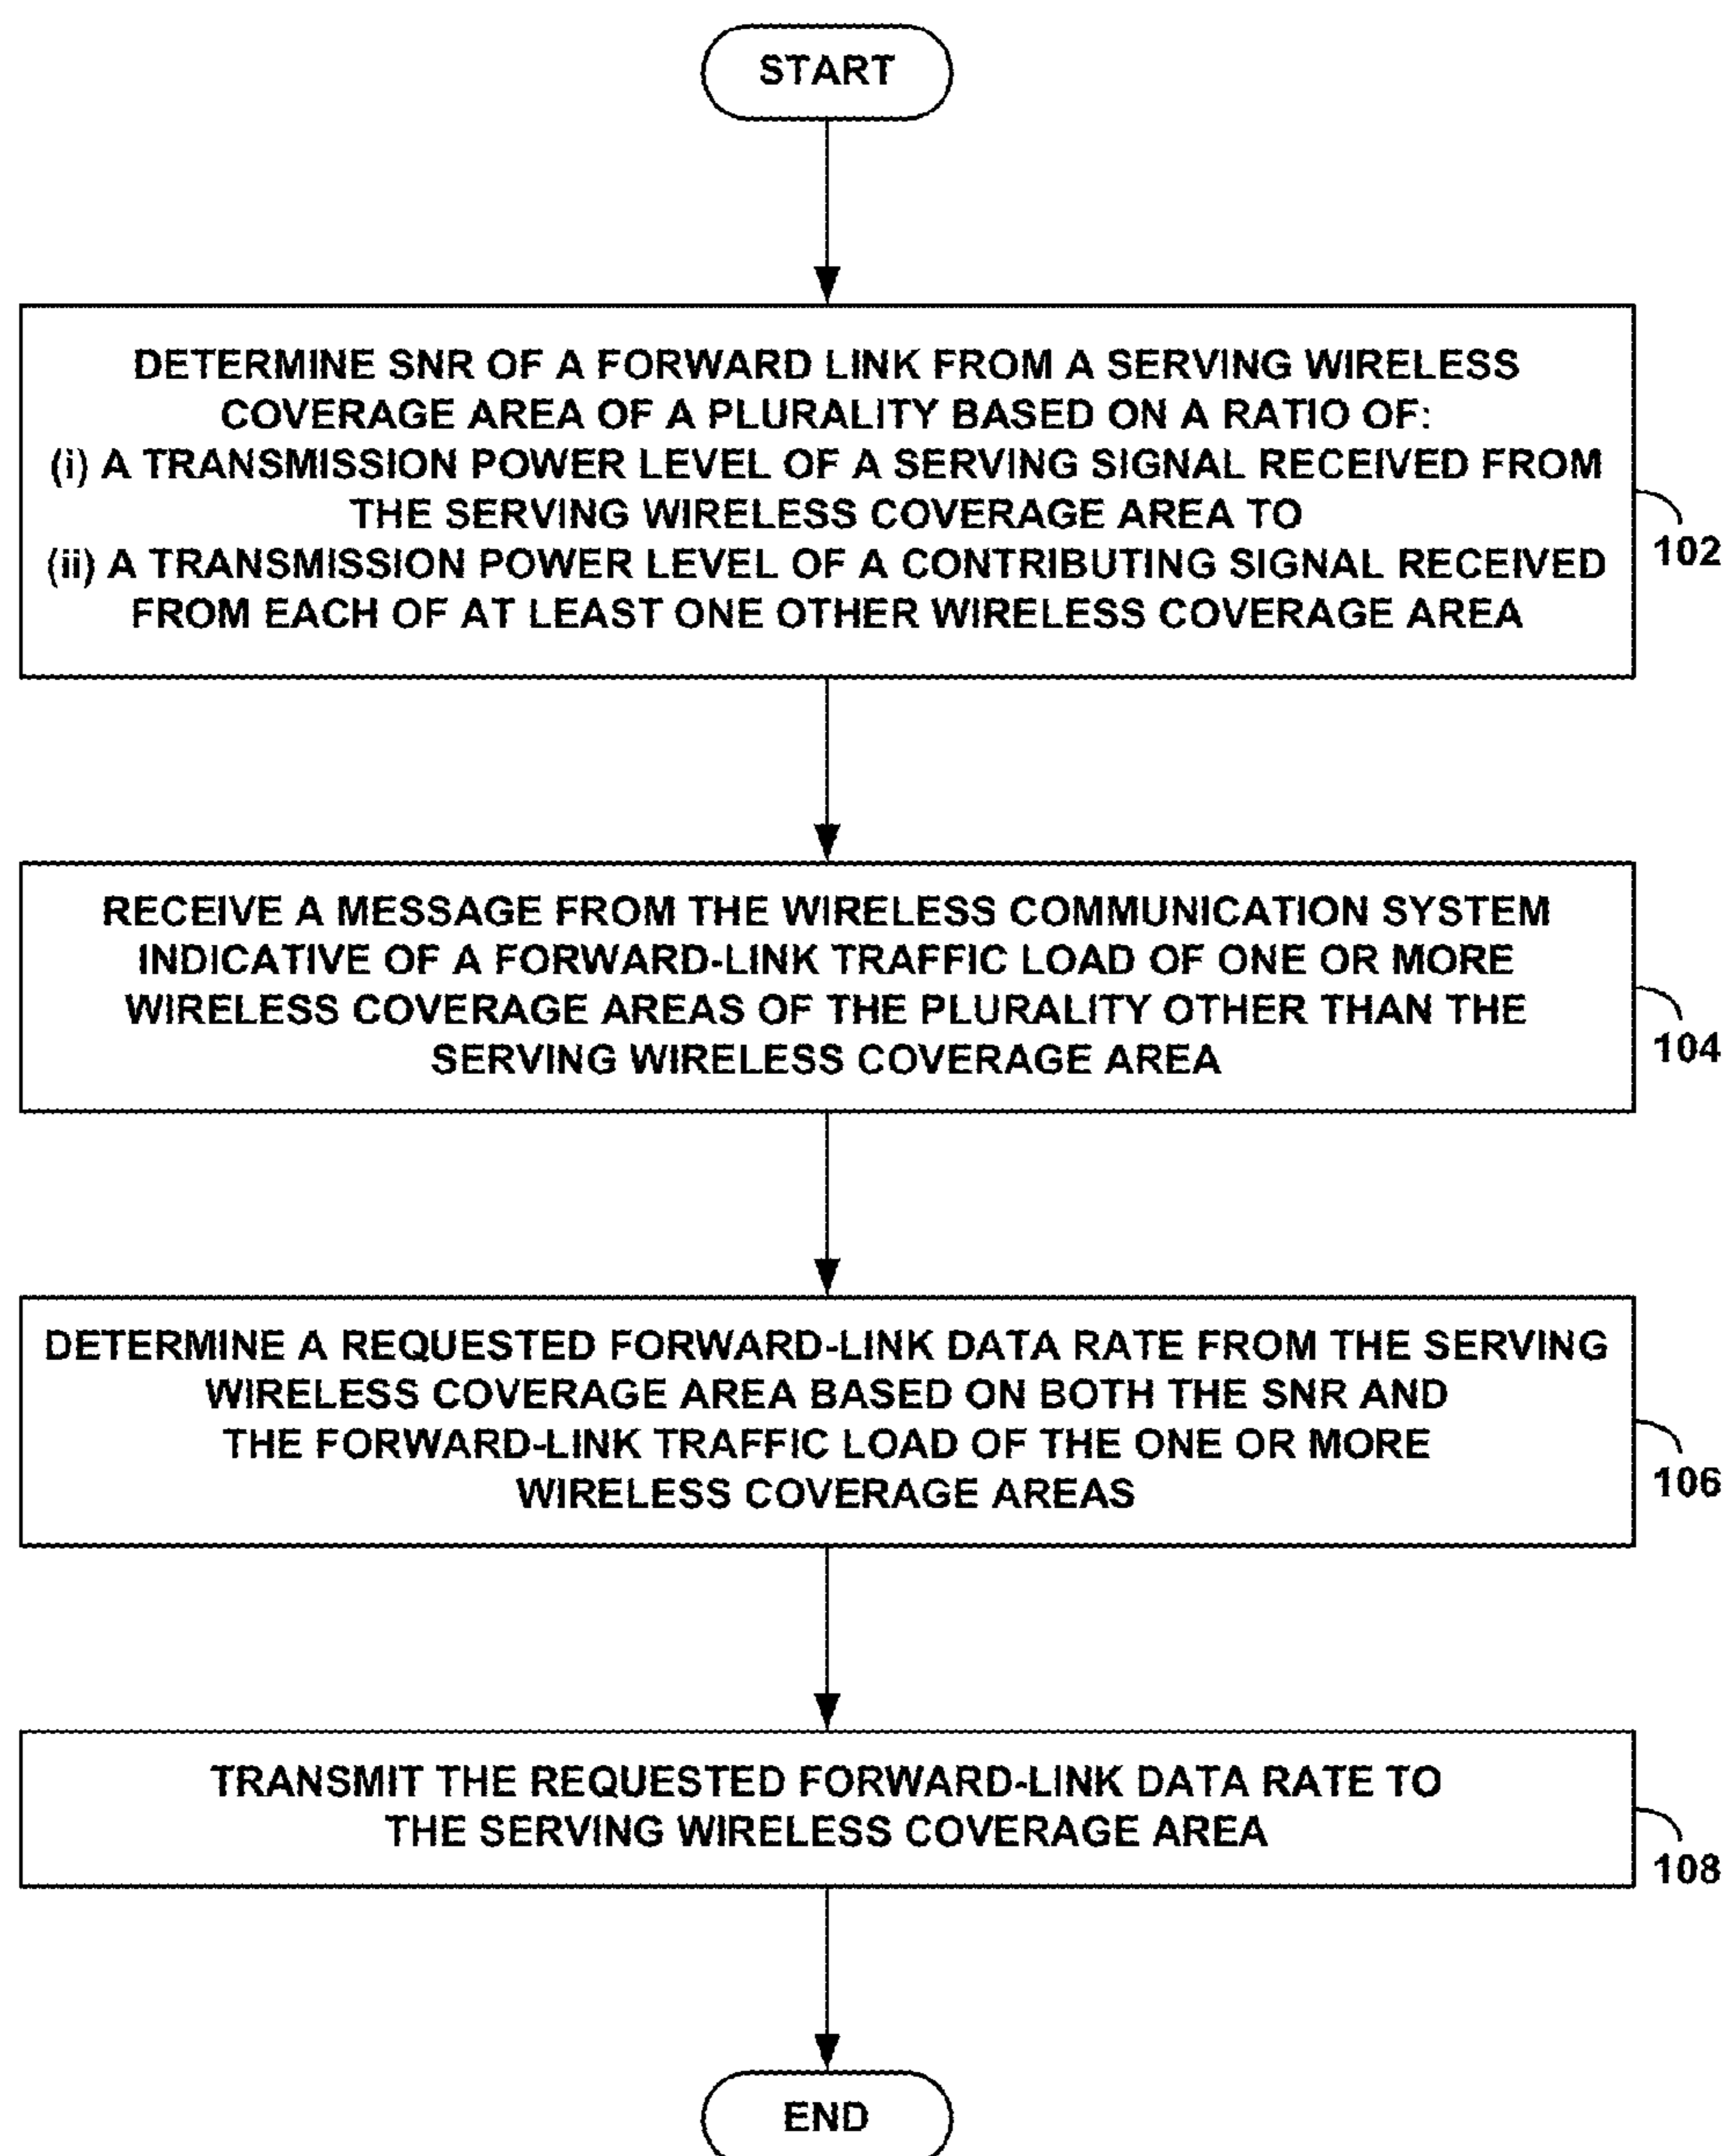 START
DETERMINE SNR OF A FORWARD LINK FROM A SERVING WIRELESS
COVERAGE AREA OF A PLURALITY BASED ON A RATIO OF:
(i) A TRANSMISSION POWER LEVEL OF A SERVING SIGNAL RECEIVED FROM
THE SERVING WIRELESS COVERAGE AREA TO
(ii) A TRANSMISSION POWER LEVEL OF A CONTRIBUTING SIGNAL RECEIVED
FROM EACH OF AT LEAST ONE OTHER WIRELESS COVERAGE AREA
102
RECEIVE A MESSAGE FROM THE WIRELESS COMMUNICATION SYSTEM
INDICATIVE OF A FORWARD-LINK TRAFFIC LOAD OF ONE OR MORE
WIRELESS COVERAGE AREAS OF THE PLURALITY OTHER THAN THE
SERVING WIRELESS COVERAGE AREA
104
DETERMINE A REQUESTED FORWARD-LINK DATA RATE FROM THE SERVING
WIRELESS COVERAGE AREA BASED ON BOTH THE SNR AND
THE FORWARD-LINK TRAFFIC LOAD OF THE ONE OR MORE
WIRELESS COVERAGE AREAS
106
TRANSMIT THE REQUESTED FORWARD-LINK DATA RATE TO
THE SERVING WIRELESS COVERAGE AREA
108
END